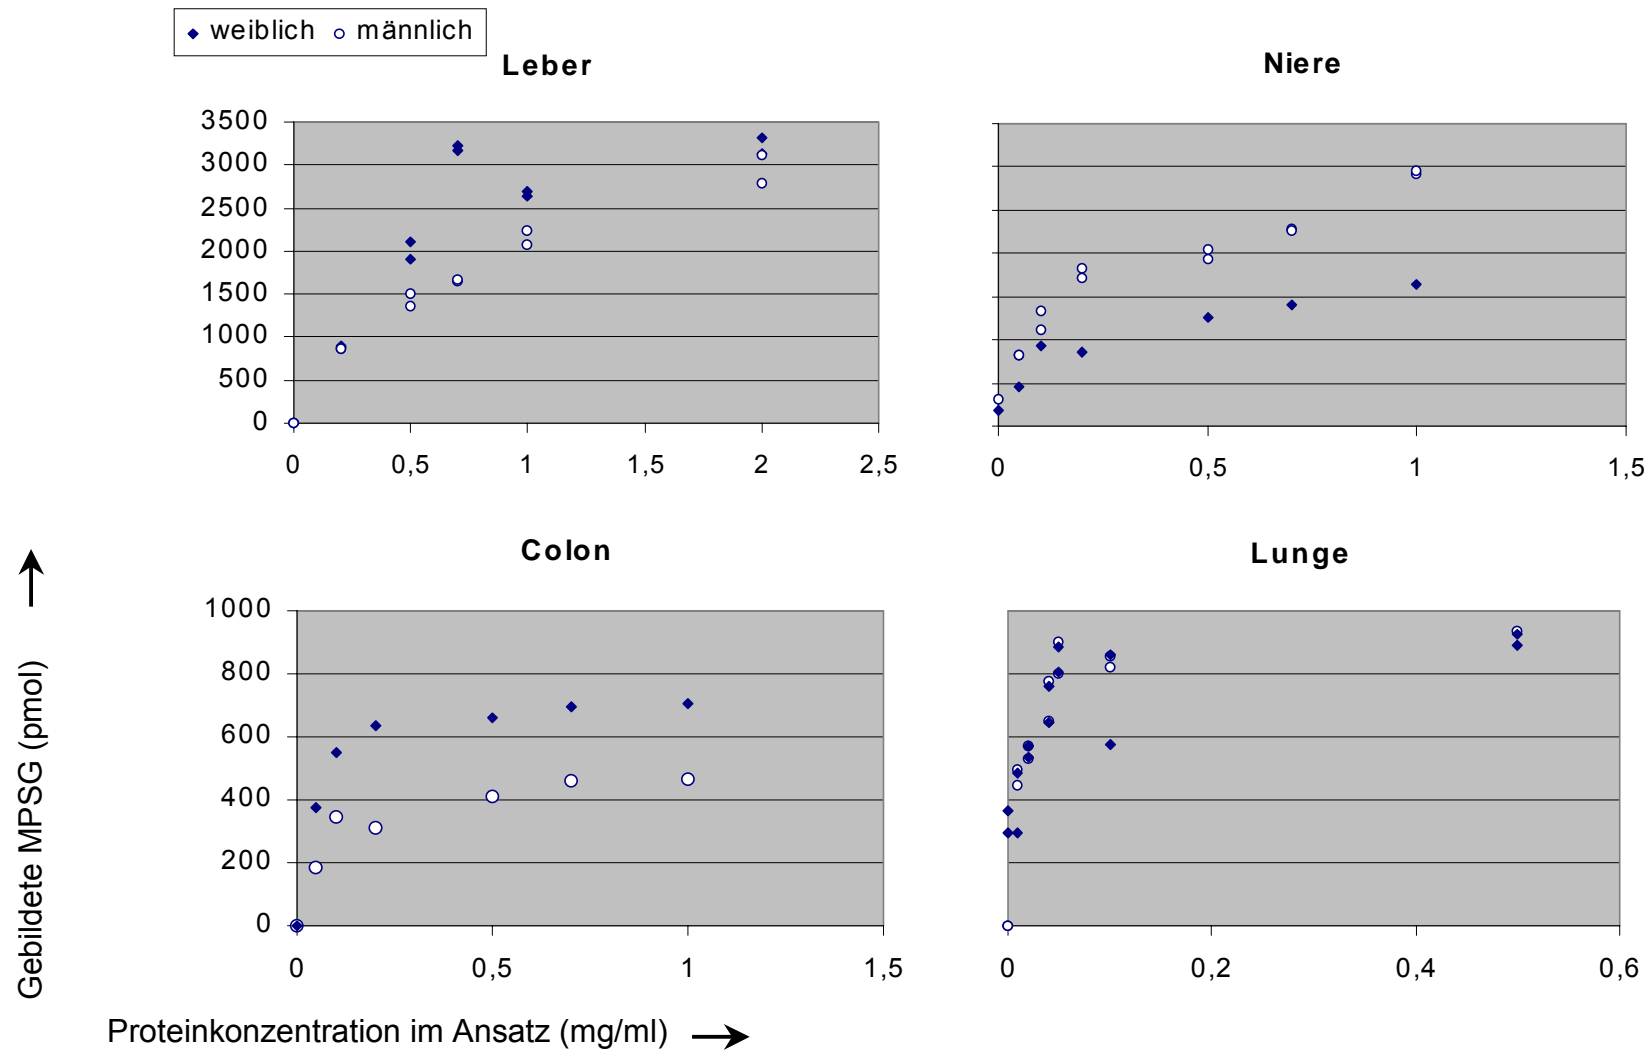 weiblich männlich
Leber
Niere
3500
3000
2500
2000
1500
1000
500
0
0 0,5 1 1,5 2 2,5
0 0,5 1 1,5
Colon
Lunge
1000
800
600
400
200
0
0 0,5 1 1,5
0 0,2 0,4 0,6
Gebildete MPSG (pmol)
Proteinkonzentration im Ansatz (mg/ml)